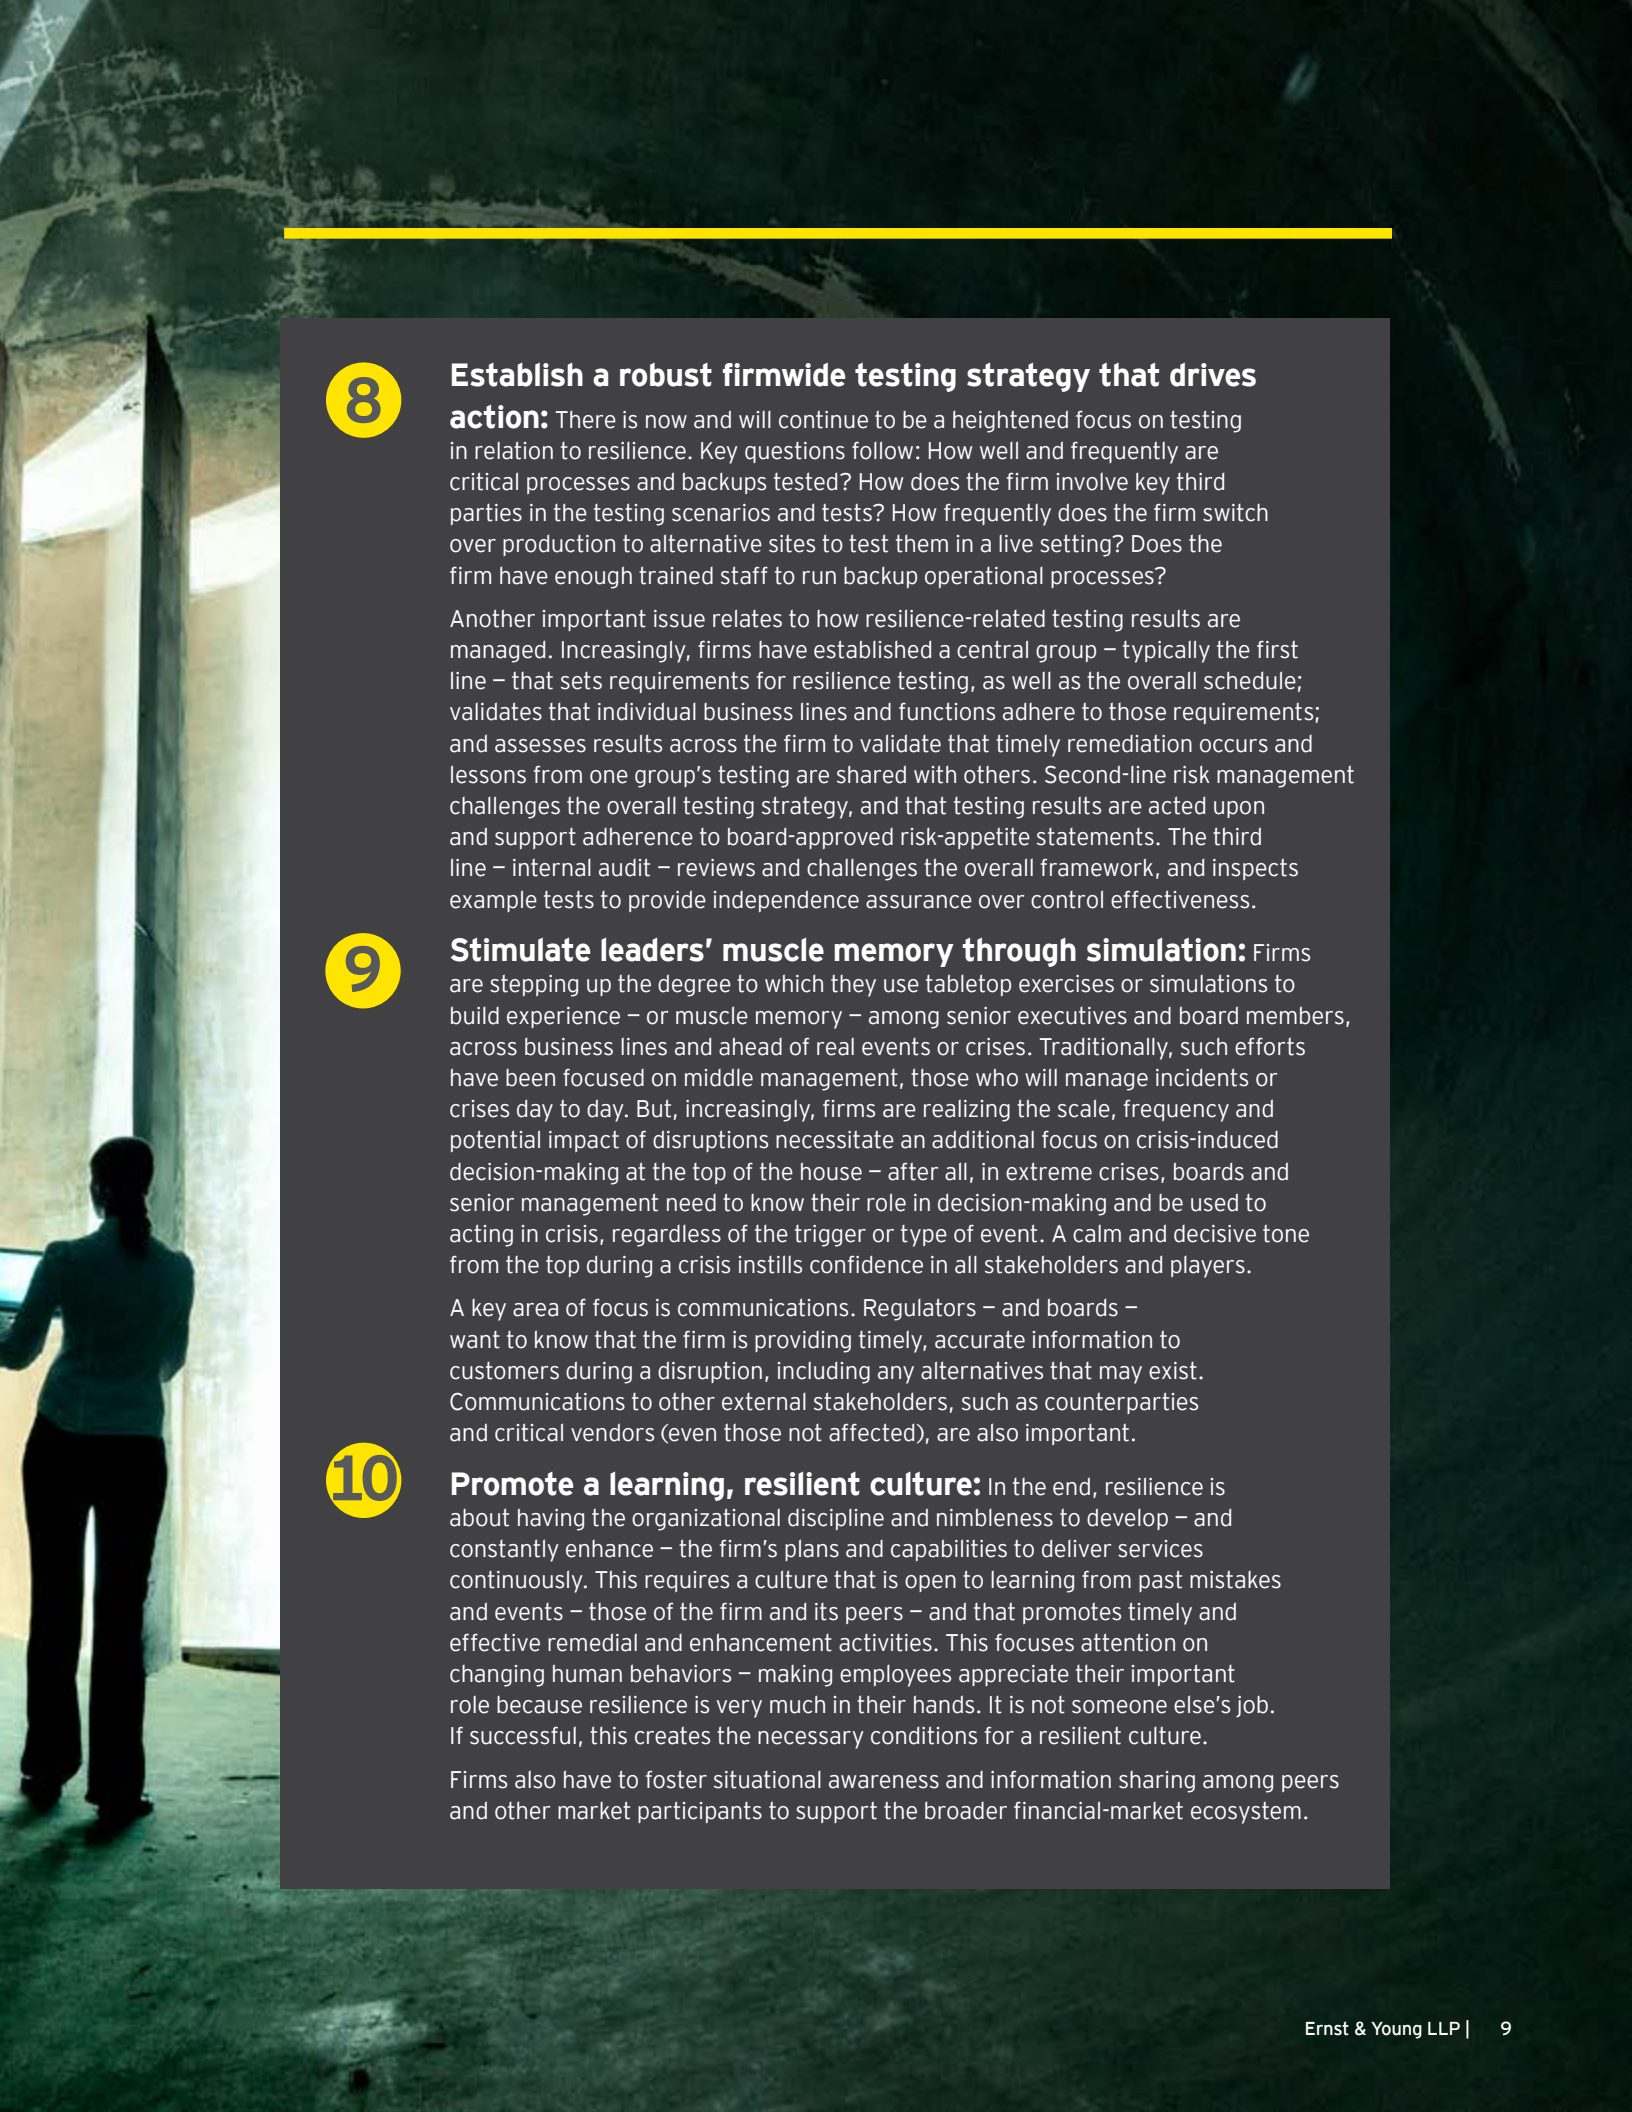 8
Establish a robust firmwide testing strategy that drives
action: There is now and will continue to be a heightened focus on testing
in relation to resilience. Key questions follow: How well and frequently are
critical processes and backups tested? How does the firm involve key third
parties in the testing scenarios and tests? How frequently does the firm switch
over production to alternative sites to test them in a live setting? Does the
firm have enough trained staff to run backup operational processes?
Another important issue relates to how resilience-related testing results are
managed. Increasingly, firms have established a central group – typically the first
line – that sets requirements for resilience testing, as well as the overall schedule;
validates that individual business lines and functions adhere to those requirements;
and assesses results across the firm to validate that timely remediation occurs and
lessons from one group's testing are shared with others. Second-line risk management
challenges the overall testing strategy, and that testing results are acted upon
and support adherence to board-approved risk-appetite statements. The third
line – internal audit – reviews and challenges the overall framework, and inspects
example tests to provide independence assurance over control effectiveness.
9
Stimulate leaders' muscle memory through simulation: Firms
are stepping up the degree to which they use tabletop exercises or simulations to
build experience – or muscle memory – among senior executives and board members,
across business lines and ahead of real events or crises. Traditionally, such efforts
have been focused on middle management, those who will manage incidents or
crises day to day. But, increasingly, firms are realizing the scale, frequency and
potential impact of disruptions necessitate an additional focus on crisis-induced
decision-making at the top of the house – after all, in extreme crises, boards and
senior management need to know their role in decision-making and be used to
acting in crisis, regardless of the trigger or type of event. A calm and decisive tone
from the top during a crisis instills confidence in all stakeholders and players.
A key area of focus is communications. Regulators – and boards –
want to know that the firm is providing timely, accurate information to
customers during a disruption, including any alternatives that may exist.
Communications to other external stakeholders, such as counterparties
and critical vendors (even those not affected), are also important.
10
Promote a learning, resilient culture: In the end, resilience is
about having the organizational discipline and nimbleness to develop – and
constantly enhance – the firm's plans and capabilities to deliver services
continuously. This requires a culture that is open to learning from past mistakes
and events – those of the firm and its peers – and that promotes timely and
effective remedial and enhancement activities. This focuses attention on
changing human behaviors – making employees appreciate their important
role because resilience is very much in their hands. It is not someone else's job.
If successful, this creates the necessary conditions for a resilient culture.
Firms also have to foster situational awareness and information sharing among peers
and other market participants to support the broader financial-market ecosystem.
Ernst & Young LLP | 9